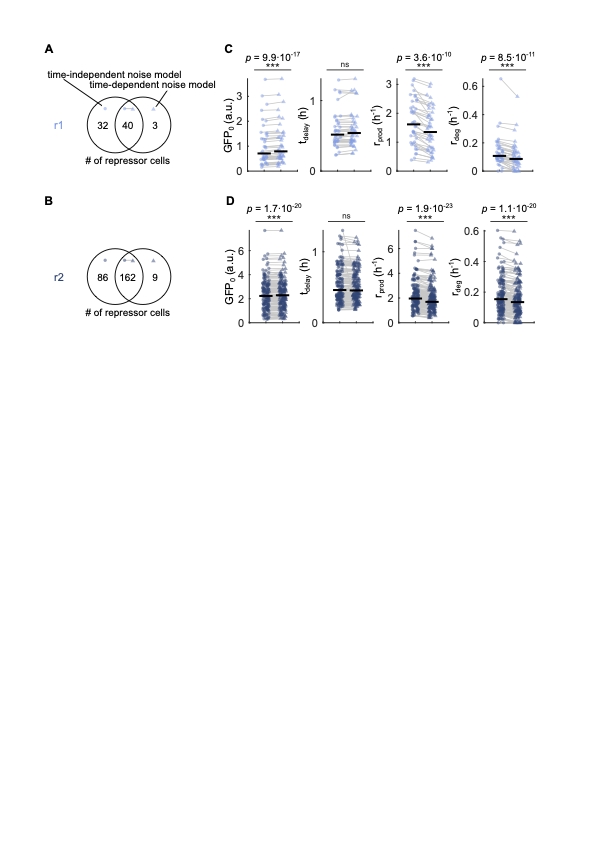 A
time-independent noise model
time-dependent noise model
r1
32 40 3
# of repressor cells
B
r2
86 162 9
# of repressor cells
C
p = 9.9·10⁻¹⁷
***
GFP₀ (a.u.)
3
2
1
0
ns
t_delay (h)
1
0
p = 3.6·10⁻¹⁰
***
r_prod (h⁻¹)
3
2
1
0
p = 8.5·10⁻¹¹
***
r_deg (h⁻¹)
0.6
0.4
0.2
0
D
p = 1.7·10⁻²⁰
***
GFP₀ (a.u.)
6
4
2
0
ns
t_delay (h)
1
0
p = 1.9·10⁻²³
***
r_prod (h⁻¹)
6
4
2
0
p = 1.1·10⁻²⁰
***
r_deg (h⁻¹)
0.6
0.4
0.2
0